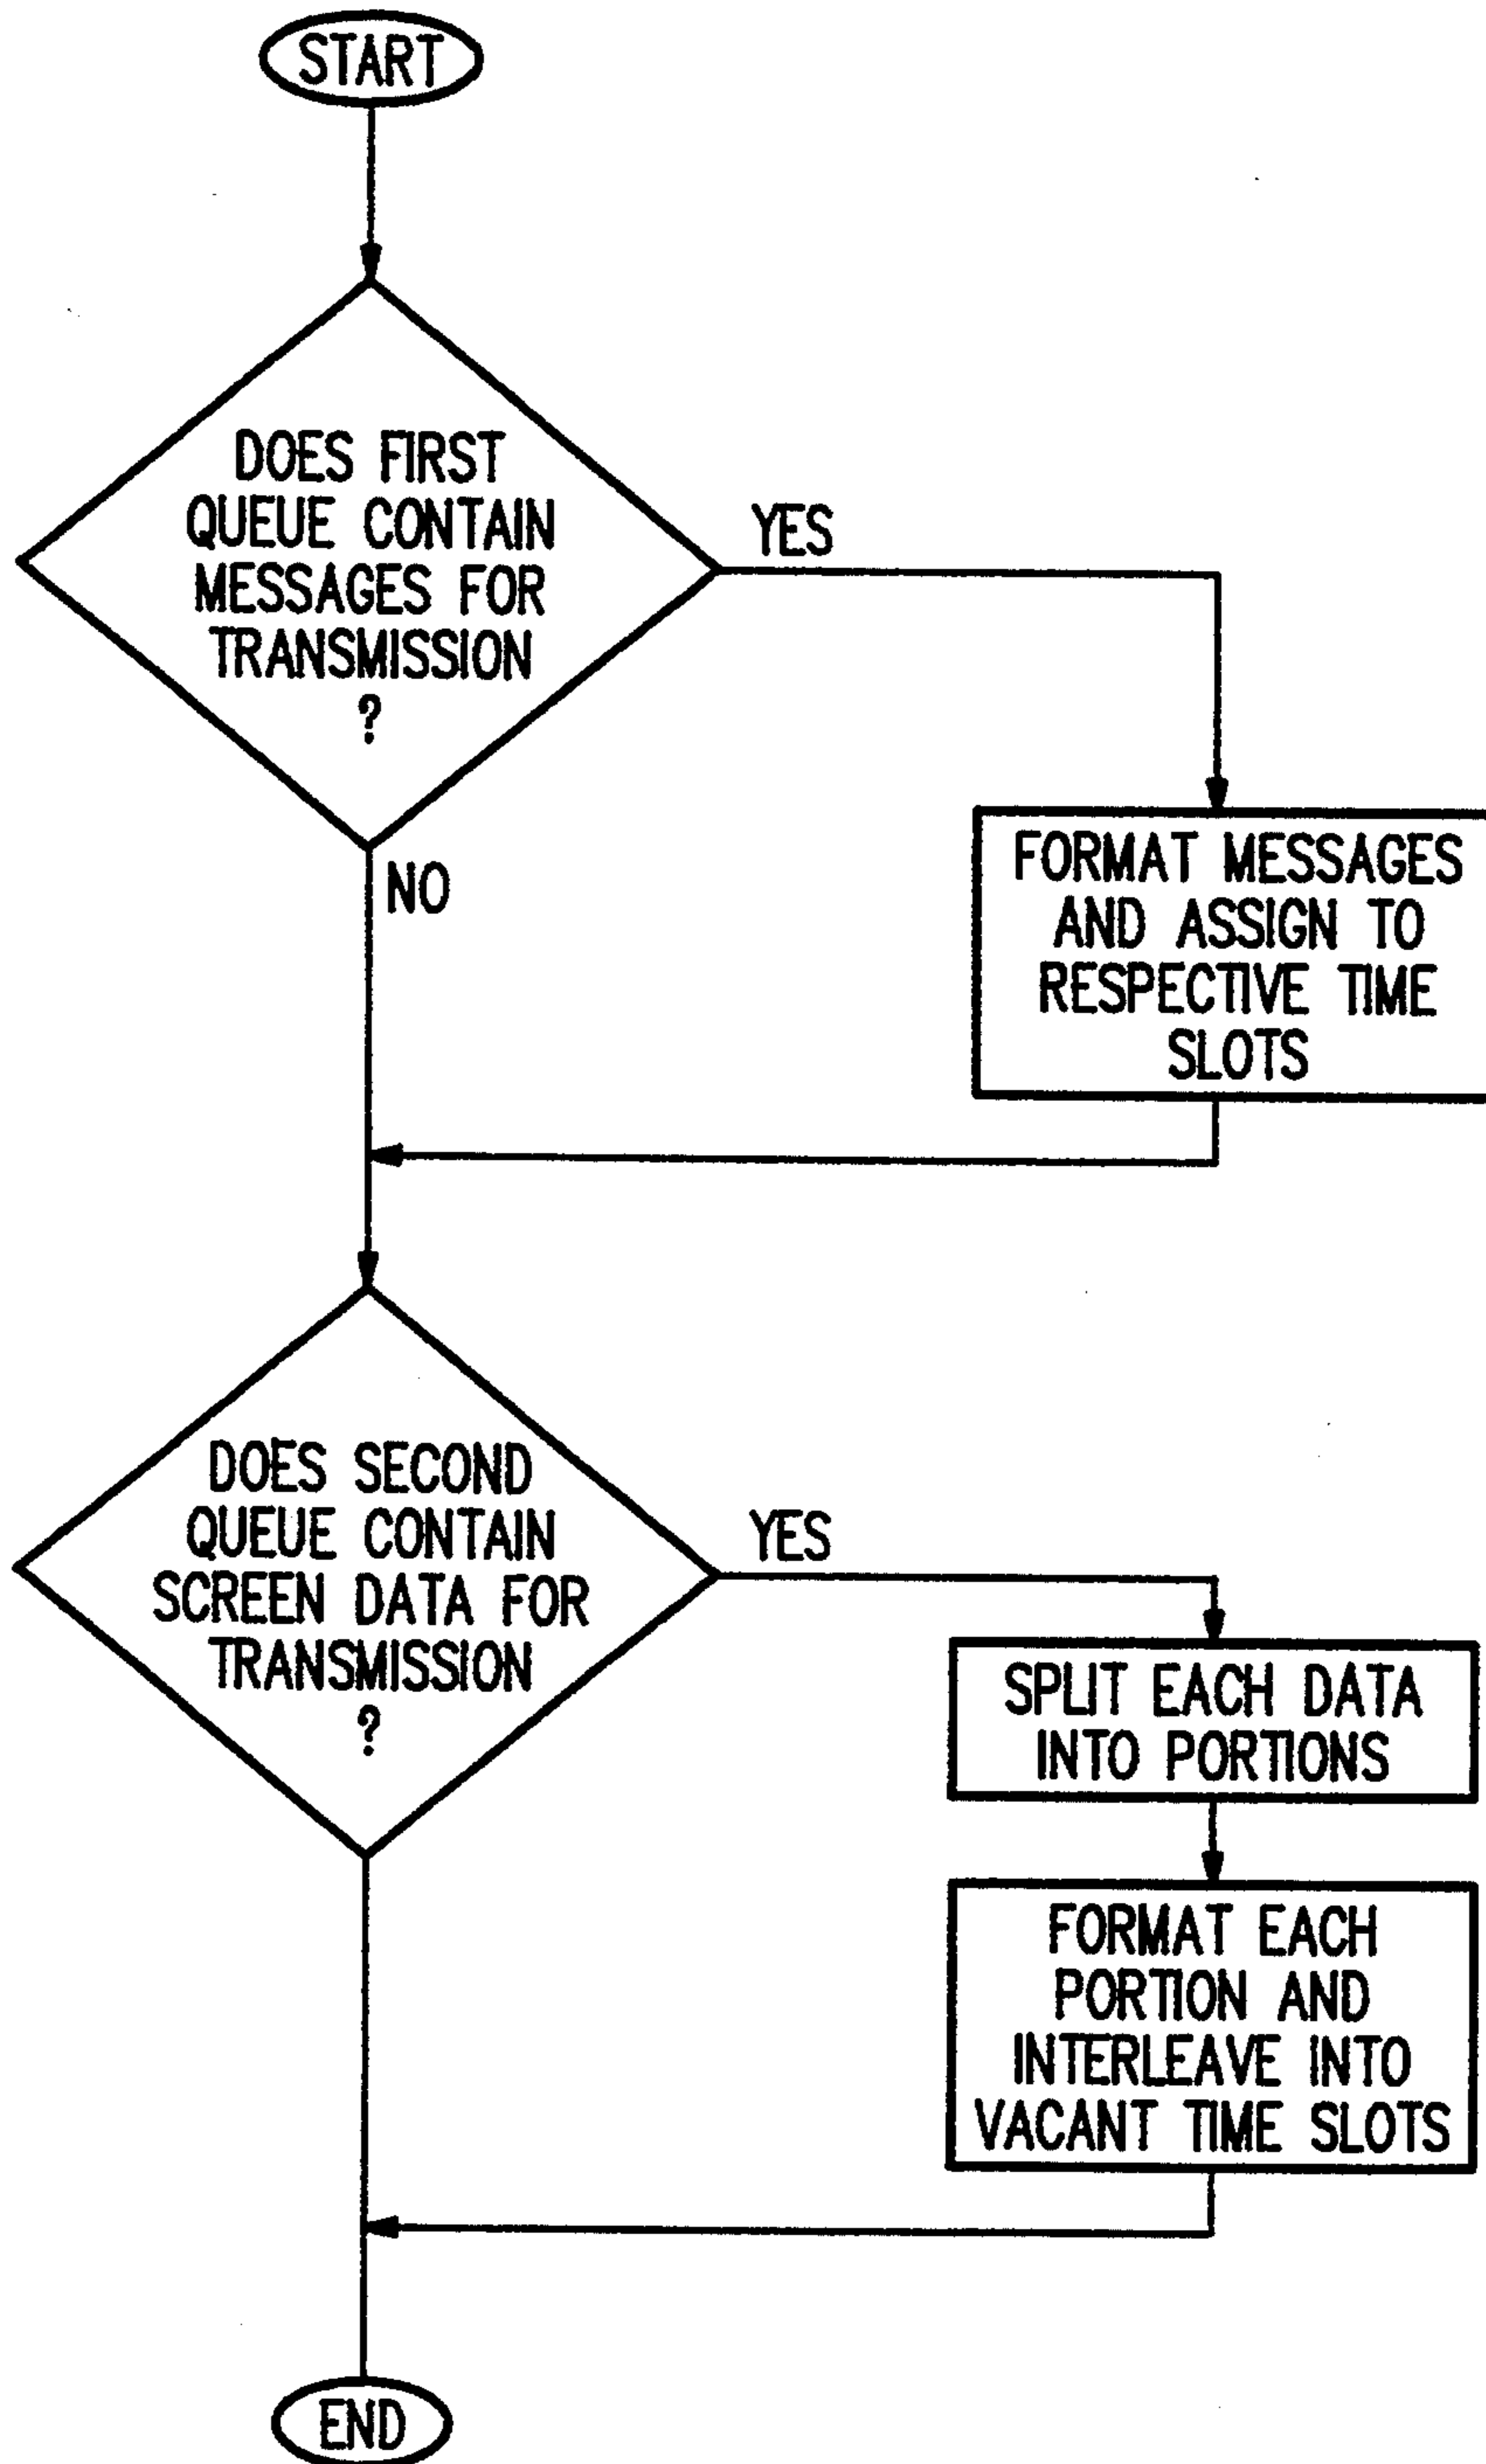 START
DOES FIRST
QUEUE CONTAIN
MESSAGES FOR
TRANSMISSION
?
YES
NO
FORMAT MESSAGES
AND ASSIGN TO
RESPECTIVE TIME
SLOTS
DOES SECOND
QUEUE CONTAIN
SCREEN DATA FOR
TRANSMISSION
?
YES
SPLIT EACH DATA
INTO PORTIONS
FORMAT EACH
PORTION AND
INTERLEAVE INTO
VACANT TIME SLOTS
END